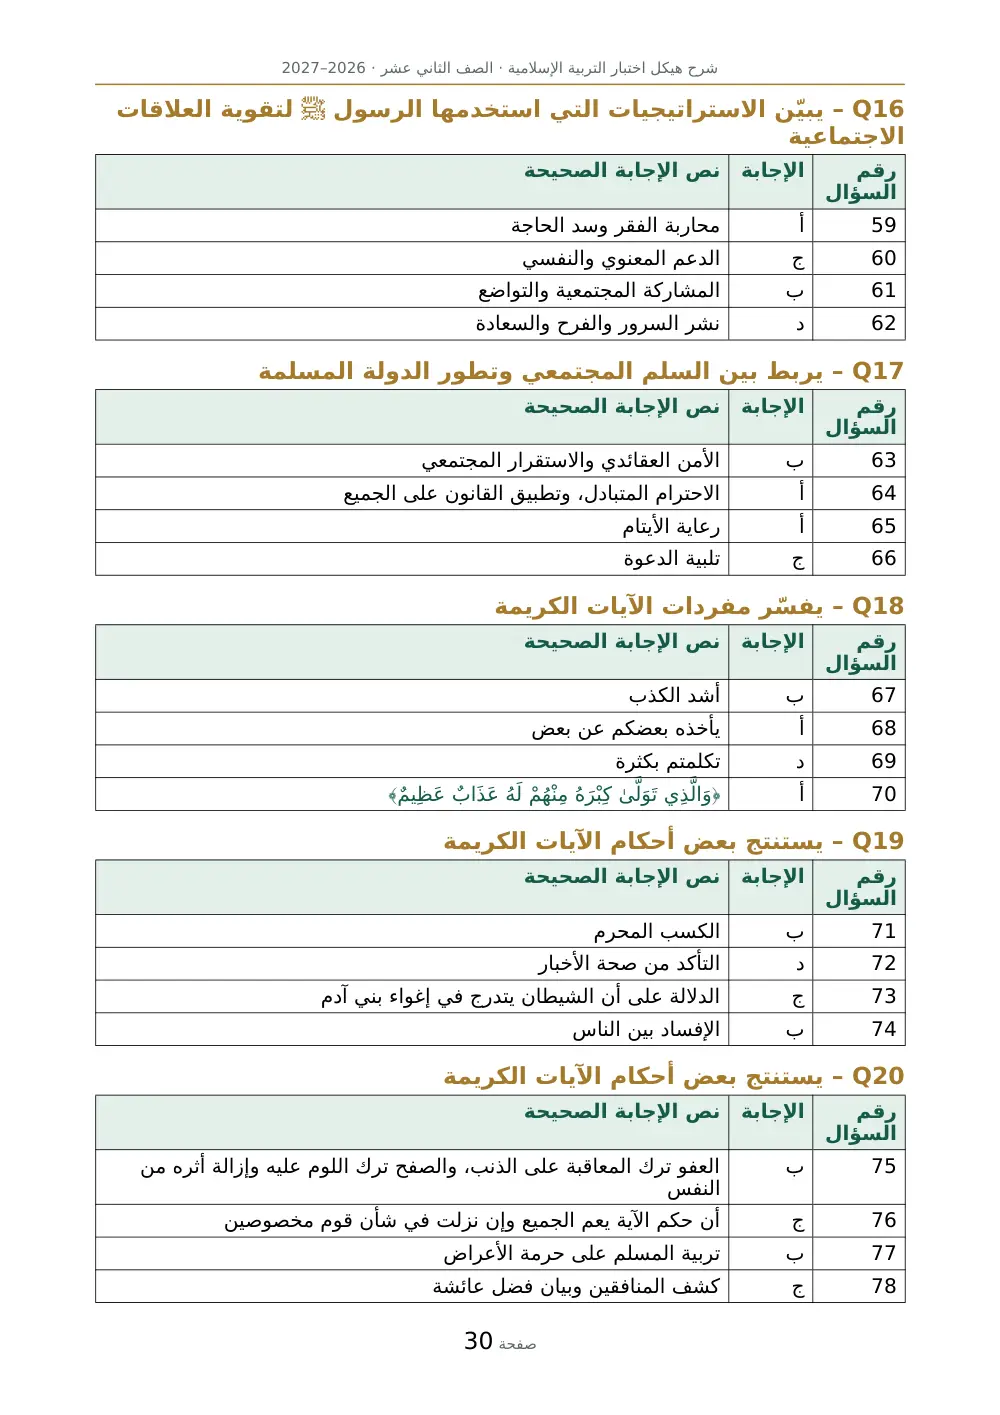 شرح هيكل اختبار التربية الإسلامية · الصف الثاني عشر · 2026–2027
Q16 – يبيّن الاستراتيجيات التي استخدمها الرسول ﷺ لتقوية العلاقات
الاجتماعية
رقم السؤال	الإجابة	نص الإجابة الصحيحة
59	أ	محاربة الفقر وسد الحاجة
60	ج	الدعم المعنوي والنفسي
61	ب	المشاركة المجتمعية والتواضع
62	د	نشر السرور والفرح والسعادة
Q17 – يربط بين السلم المجتمعي وتطور الدولة المسلمة
رقم السؤال	الإجابة	نص الإجابة الصحيحة
63	ب	الأمن العقائدي والاستقرار المجتمعي
64	أ	الاحترام المتبادل، وتطبيق القانون على الجميع
65	أ	رعاية الأيتام
66	ج	تلبية الدعوة
Q18 – يفسّر مفردات الآيات الكريمة
رقم السؤال	الإجابة	نص الإجابة الصحيحة
67	ب	أشد الكذب
68	أ	يأخذه بعضكم عن بعض
69	د	تكلمتم بكثرة
70	أ	﴿وَالَّذِي تَوَلَّىٰ كِبْرَهُ مِنْهُمْ لَهُ عَذَابٌ عَظِيمٌ﴾
Q19 – يستنتج بعض أحكام الآيات الكريمة
رقم السؤال	الإجابة	نص الإجابة الصحيحة
71	ب	الكسب المحرم
72	د	التأكد من صحة الأخبار
73	ج	الدلالة على أن الشيطان يتدرج في إغواء بني آدم
74	ب	الإفساد بين الناس
Q20 – يستنتج بعض أحكام الآيات الكريمة
رقم السؤال	الإجابة	نص الإجابة الصحيحة
75	ب	العفو ترك المعاقبة على الذنب، والصفح ترك اللوم عليه وإزالة أثره من
النفس
76	ج	أن حكم الآية يعم الجميع وإن نزلت في شأن قوم مخصوصين
77	ب	تربية المسلم على حرمة الأعراض
78	ج	كشف المنافقين وبيان فضل عائشة
صفحة 30